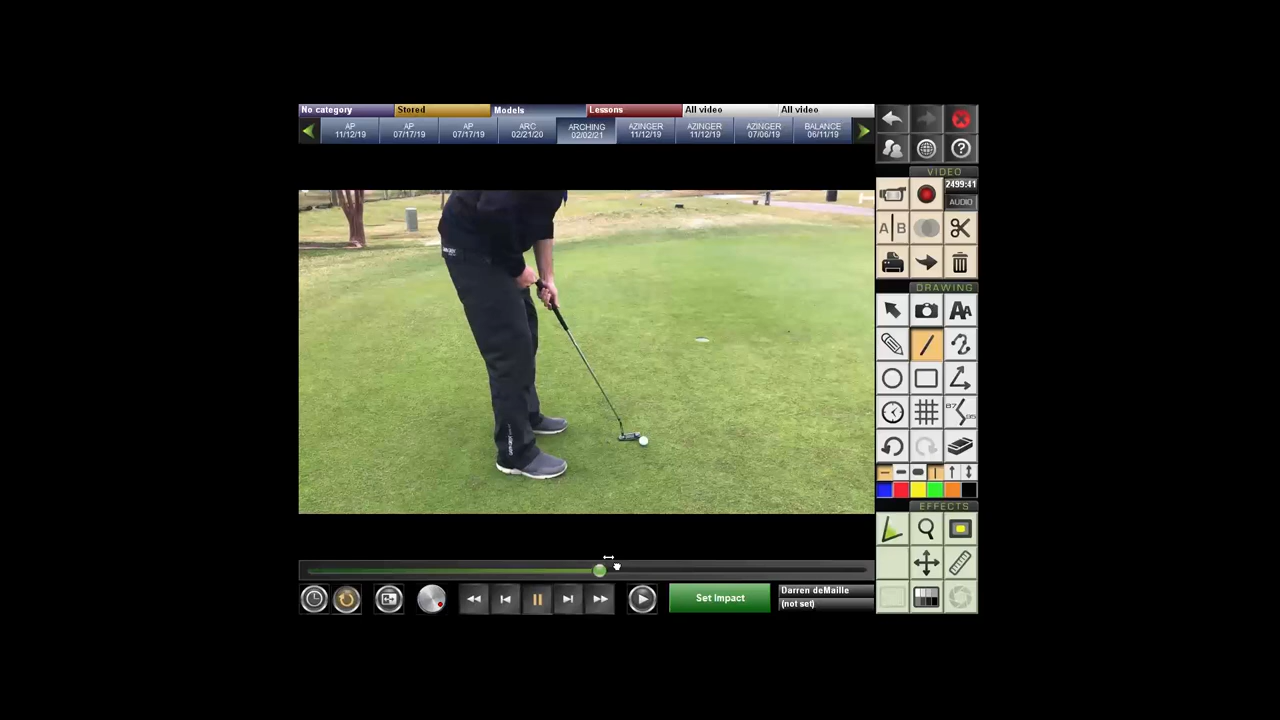 No category
Stored
Models
Lessons
All video
All video
AP
11/12/19
AP
07/17/19
AP
07/17/19
ARC
02/21/20
ARCHING
02/02/21
AZINGER
11/12/19
AZINGER
11/12/19
AZINGER
07/06/19
BALANCE
06/11/19
VIDEO
2499:41
AUDIO
A B
DRAWING
AA
EFFECTS
Set Impact
Darren deMaille
(not set)